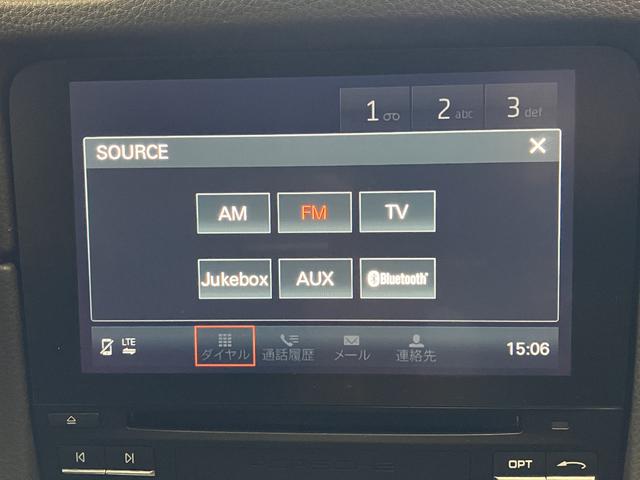 1 2 abc 3 def
SOURCE
AM FM TV
Jukebox AUX Bluetooth
LTE ダイヤル 通話履歴 メール 連絡先 15:06
OPT
PORSCHE